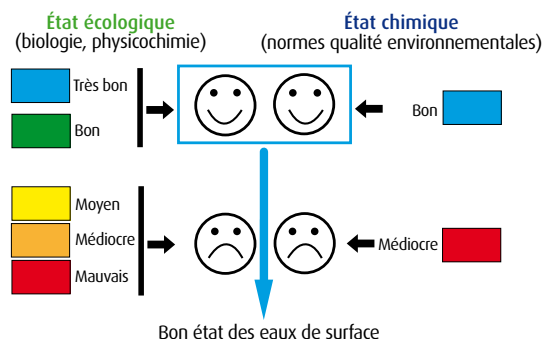 État écologique
(biologie, physicochimie)
État chimique
(normes qualité environnementales)
Très bon
Bon
Bon
Moyen
Médiocre
Mauvais
Médiocre
Bon état des eaux de surface